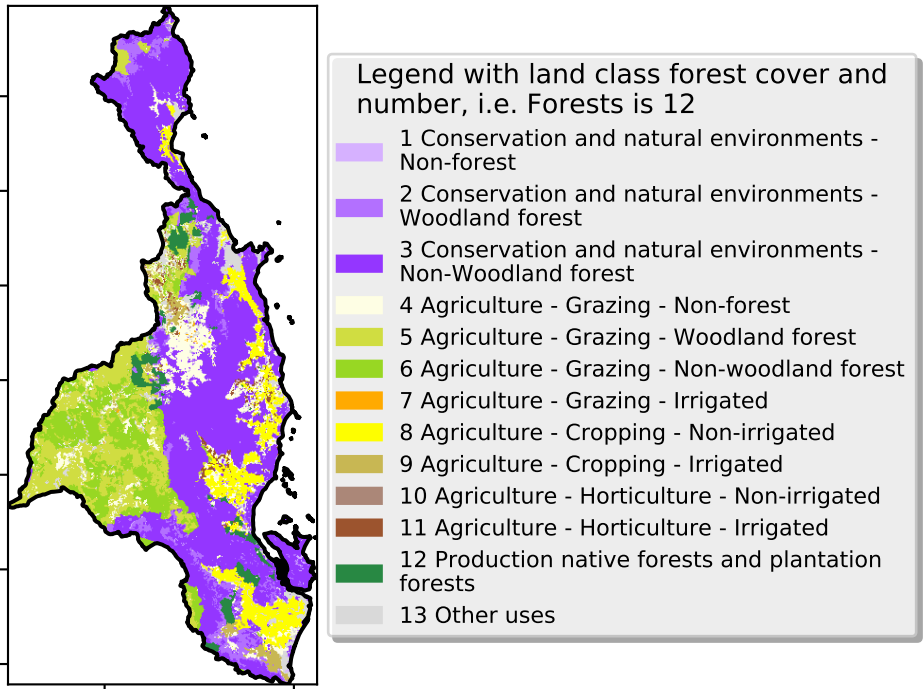 Legend with land class forest cover and
number, i.e. Forests is 12
1 Conservation and natural environments -
Non-forest
2 Conservation and natural environments -
Woodland forest
3 Conservation and natural environments -
Non-Woodland forest
4 Agriculture - Grazing - Non-forest
5 Agriculture - Grazing - Woodland forest
6 Agriculture - Grazing - Non-woodland forest
7 Agriculture - Grazing - Irrigated
8 Agriculture - Cropping - Non-irrigated
9 Agriculture - Cropping - Irrigated
10 Agriculture - Horticulture - Non-irrigated
11 Agriculture - Horticulture - Irrigated
12 Production native forests and plantation
forests
13 Other uses